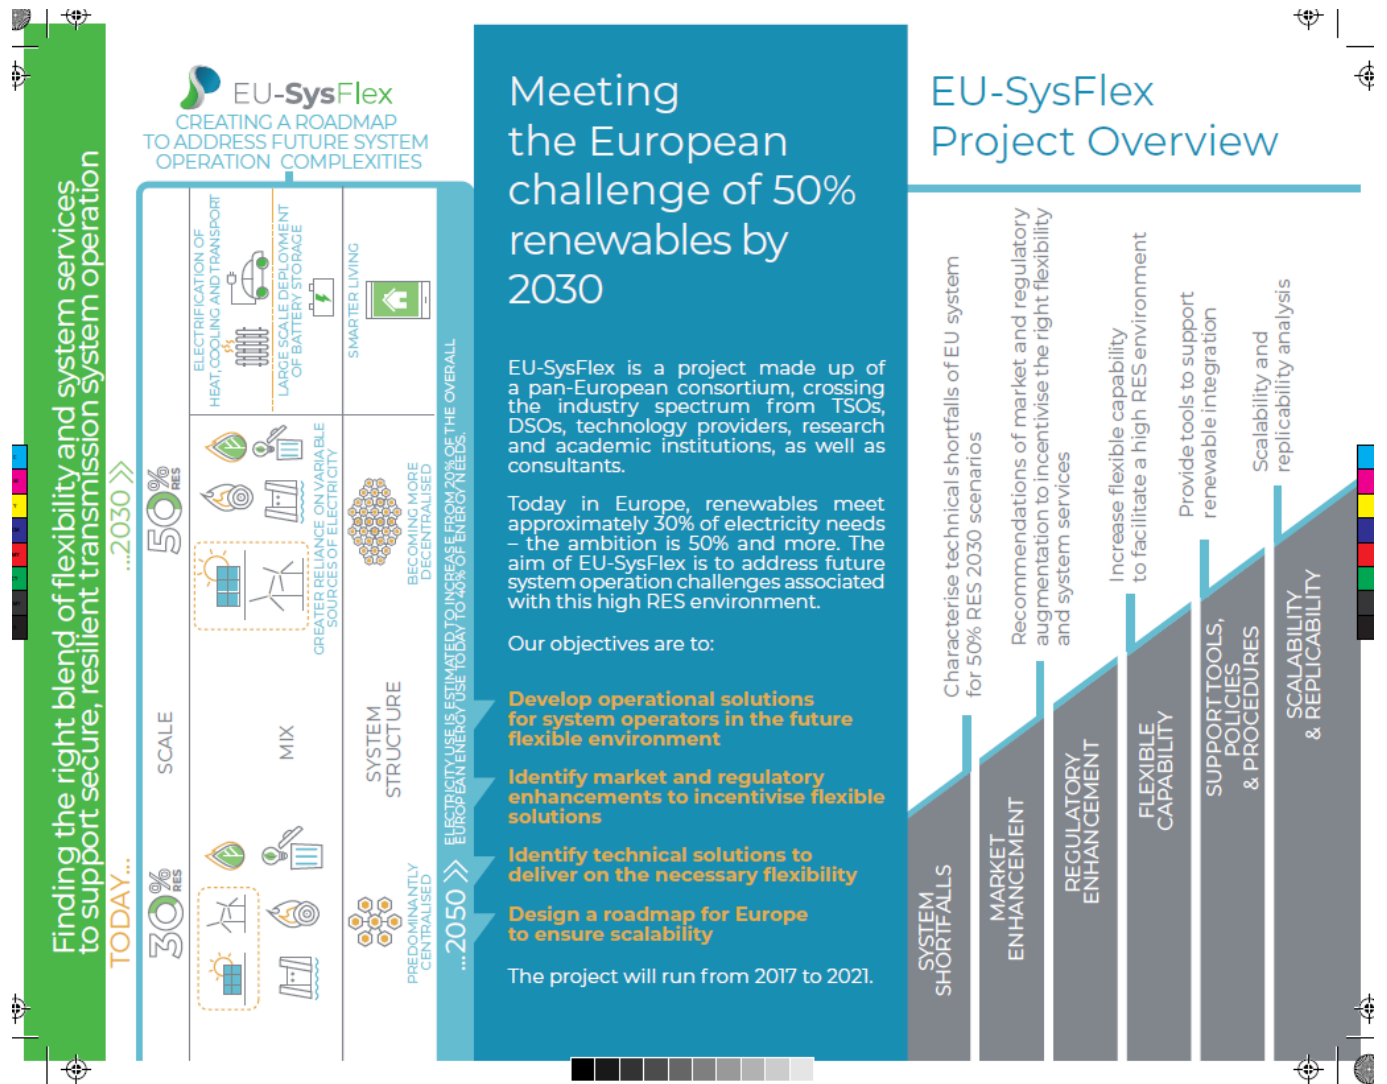 Finding the right blend of flexibility and system services
to support secure, resilient transmission system operation
EU-SysFlex
CREATING A ROADMAP
TO ADDRESS FUTURE SYSTEM
OPERATION COMPLEXITIES
TODAY...
...2030
SCALE
30%
RES
50%
RES
MIX
GREATER RELIANCE ON VARIABLE
SOURCES OF ELECTRICITY
ELECTRIFICATION OF
HEAT, COOLING AND TRANSPORT
LARGE SCALE DEPLOYMENT
OF BATTERY STORAGE
SYSTEM
STRUCTURE
PREDOMINANTLY
CENTRALISED
BECOMING MORE
DECENTRALISED
SMARTER LIVING
...2050
ELECTRICITY USE IS ESTIMATED TO INCREASE FROM 20% OF THE OVERALL
EUROPEAN ENERGY USE TODAY TO 40% OF ENERGY NEEDS.
Meeting
the European
challenge of 50%
renewables by
2030
EU-SysFlex is a project made up of
a pan-European consortium, crossing
the industry spectrum from TSOs,
DSOs, technology providers, research
and academic institutions, as well as
consultants.
Today in Europe, renewables meet
approximately 30% of electricity needs
– the ambition is 50% and more. The
aim of EU-SysFlex is to address future
system operation challenges associated
with this high RES environment.
Our objectives are to:
Develop operational solutions
for system operators in the future
flexible environment
Identify market and regulatory
enhancements to incentivise flexible
solutions
Identify technical solutions to
deliver on the necessary flexibility
Design a roadmap for Europe
to ensure scalability
The project will run from 2017 to 2021.
EU-SysFlex
Project Overview
Characterise technical shortfalls of EU system
for 50% RES 2030 scenarios
Recommendations of market and regulatory
augmentation to incentivise the right flexibility
and system services
Increase flexible capability
to facilitate a high RES environment
Provide tools to support
renewable integration
Scalability and
replicability analysis
SYSTEM
SHORTFALLS
MARKET
ENHANCEMENT
REGULATORY
ENHANCEMENT
FLEXIBLE
CAPABILITY
SUPPORT TOOLS,
POLICIES
& PROCEDURES
SCALABILITY
& REPLICABILITY